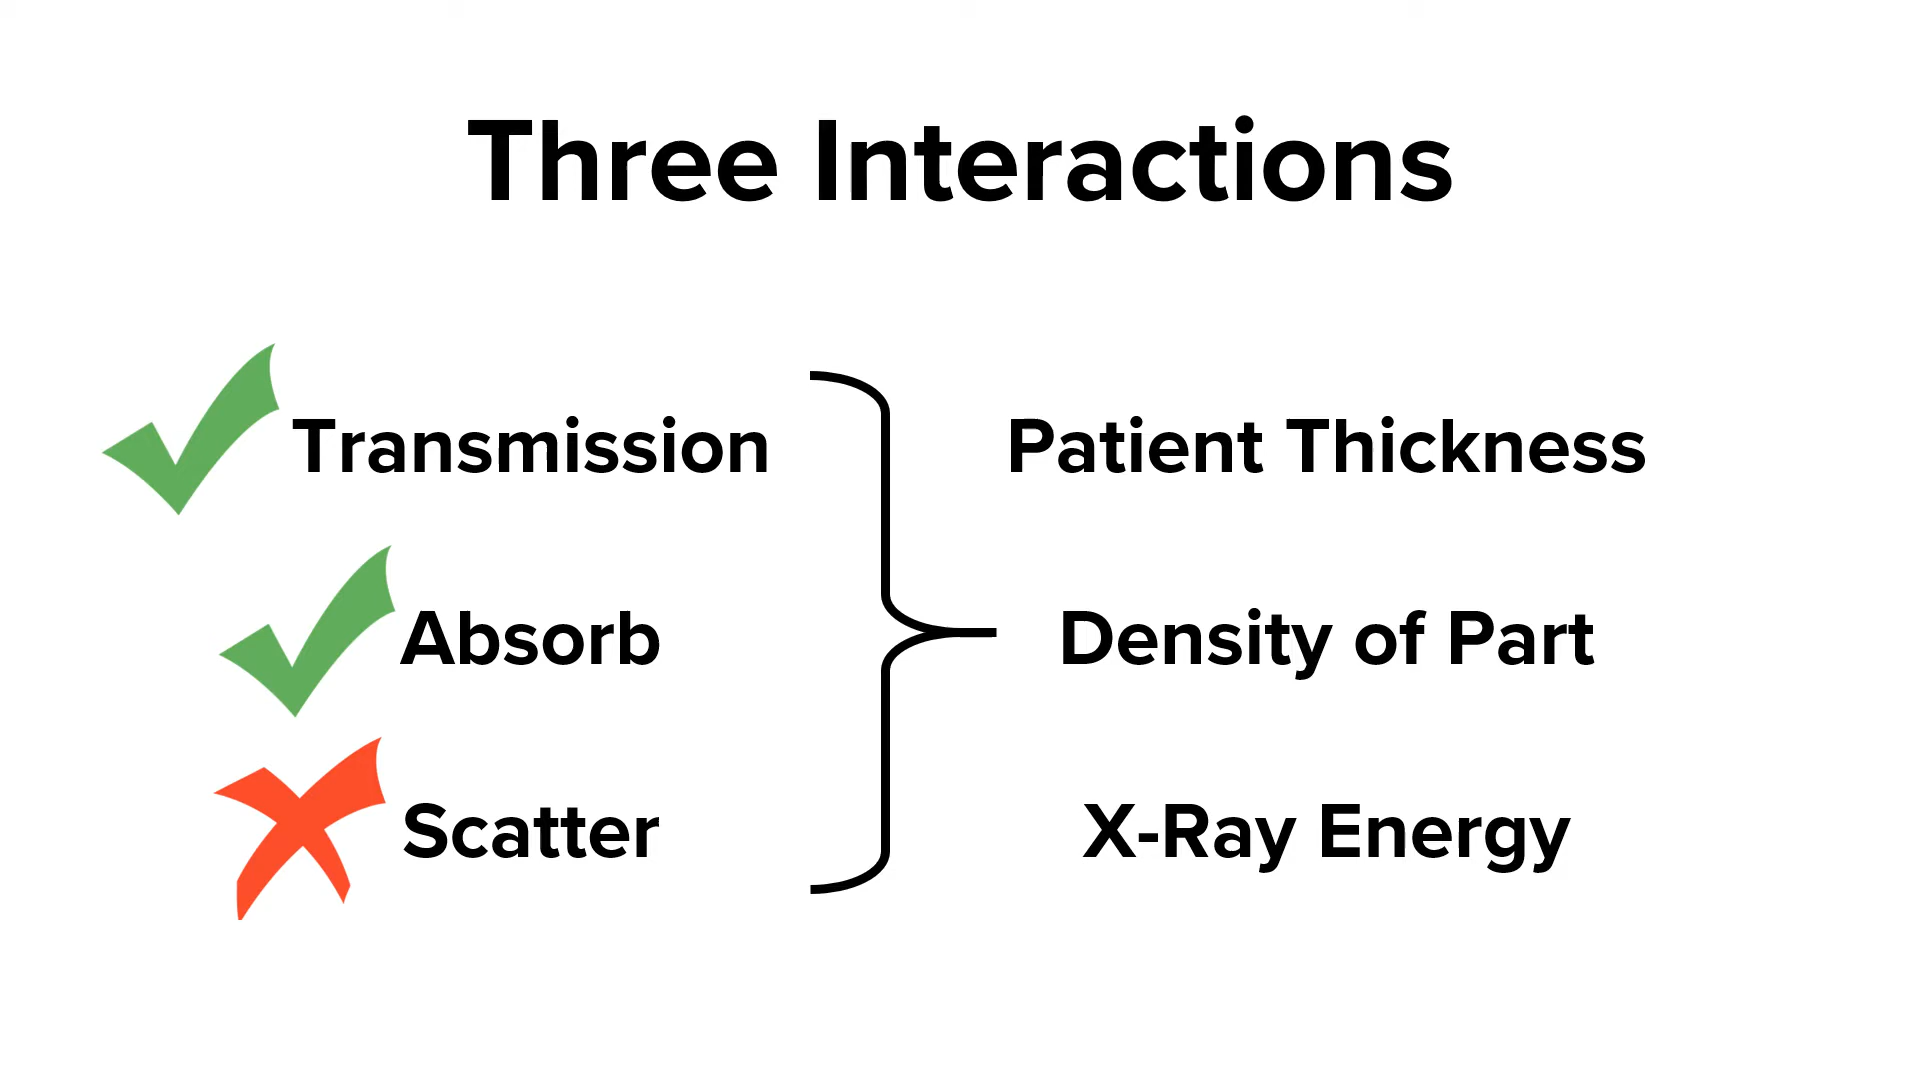 Three Interactions
Transmission
Absorb
Scatter
Patient Thickness
Density of Part
X-Ray Energy